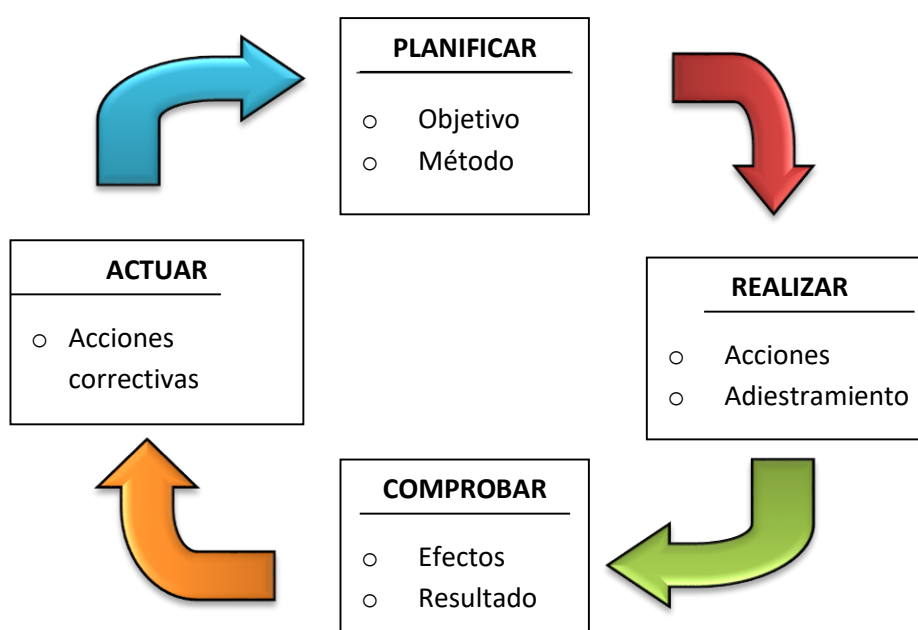 PLANIFICAR
o Objetivo
o Método
REALIZAR
o Acciones
o Adiestramiento
COMPROBAR
o Efectos
o Resultado
ACTUAR
o Acciones
correctivas